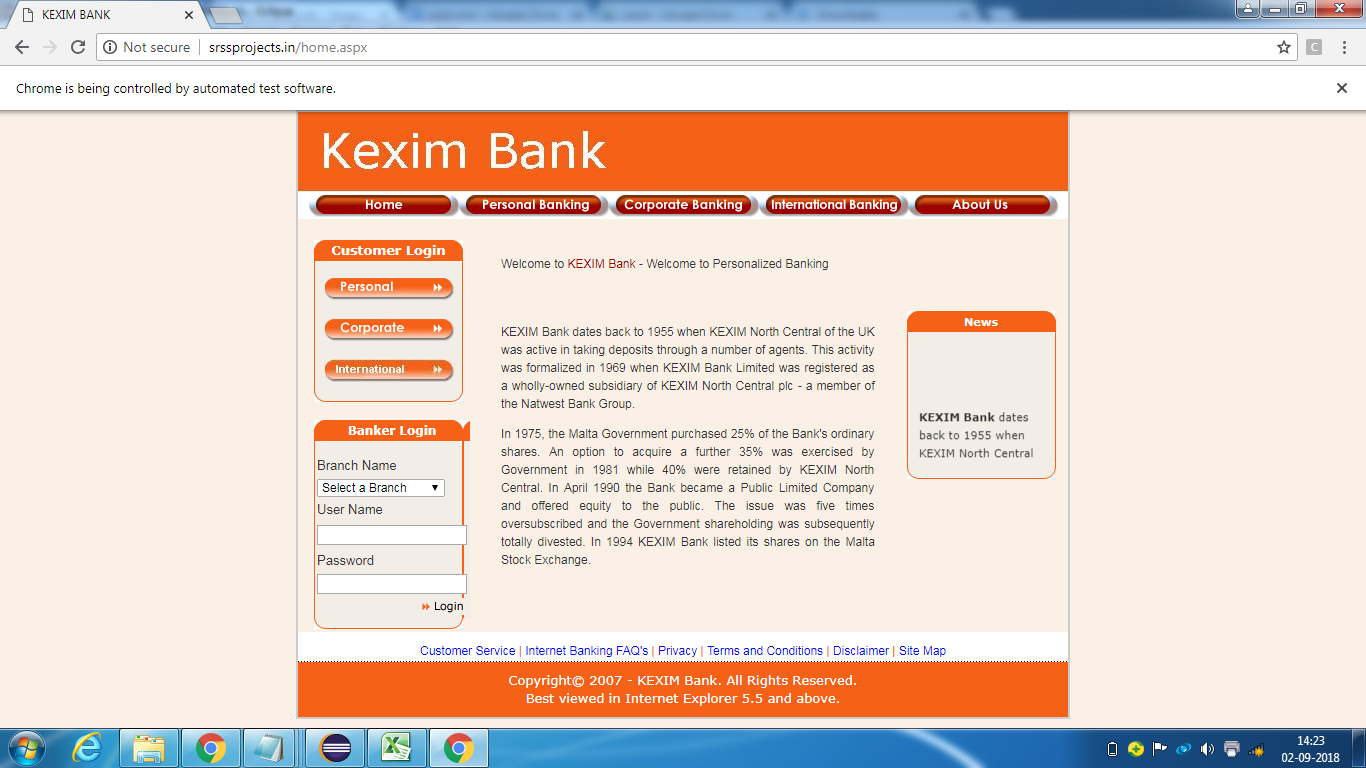 KEXIM BANK
Not secure
srssprojects.in/home.aspx
C
Chrome is being controlled by automated test software.
Kexim Bank
Home
Personal Banking
Corporate Banking
International Banking
About Us
Customer Login
Personal
Corporate
International
Banker Login
Branch Name
Select a Branch
User Name
Password
Login
Welcome to KEXIM Bank - Welcome to Personalized Banking
KEXIM Bank dates back to 1955 when KEXIM North Central of the UK
was active in taking deposits through a number of agents. This activity
was formalized in 1969 when KEXIM Bank Limited was registered as
a wholly-owned subsidiary of KEXIM North Central plc - a member of
the Natwest Bank Group.
In 1975, the Malta Government purchased 25% of the Bank's ordinary
shares. An option to acquire a further 35% was exercised by
Government in 1981 while 40% were retained by KEXIM North
Central. In April 1990 the Bank became a Public Limited Company
and offered equity to the public. The issue was five times
oversubscribed and the Government shareholding was subsequently
totally divested. In 1994 KEXIM Bank listed its shares on the Malta
Stock Exchange.
News
KEXIM Bank dates
back to 1955 when
KEXIM North Central
Customer Service | Internet Banking FAQ's | Privacy | Terms and Conditions | Disclaimer | Site Map
Copyright© 2007 - KEXIM Bank. All Rights Reserved.
Best viewed in Internet Explorer 5.5 and above.
14:23
02-09-2018